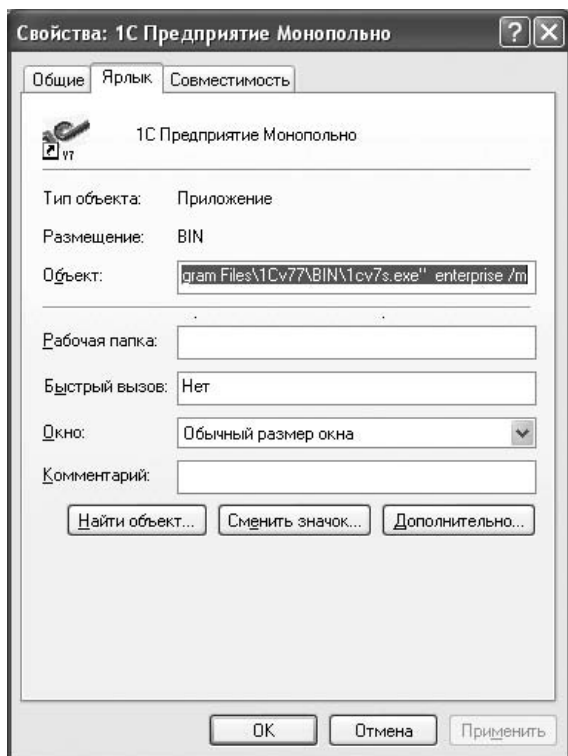 Свойства: 1С Предприятие Монопольно
Общие Ярлык Совместимость
V7 1С Предприятие Монопольно
Тип объекта: Приложение
Размещение: BIN
Объект: gram Files\1Cv77\BIN\1cv7s.exe" enterprise /m
Рабочая папка:
Быстрый вызов: Нет
Окно: Обычный размер окна
Комментарий:
Найти объект... Сменить значок... Дополнительно...
ОК Отмена Применить